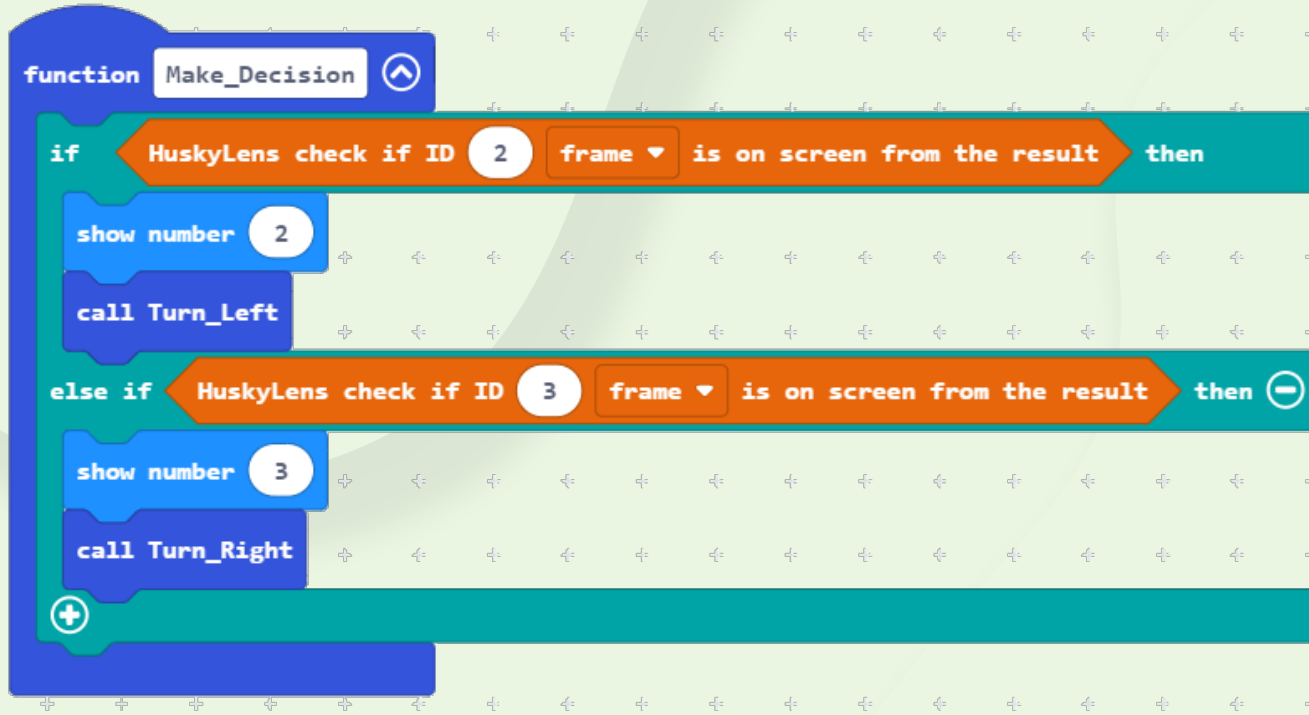 function Make_Decision
if HuskyLens check if ID 2 frame is on screen from the result then
show number 2
call Turn_Left
else if HuskyLens check if ID 3 frame is on screen from the result then
show number 3
call Turn_Right